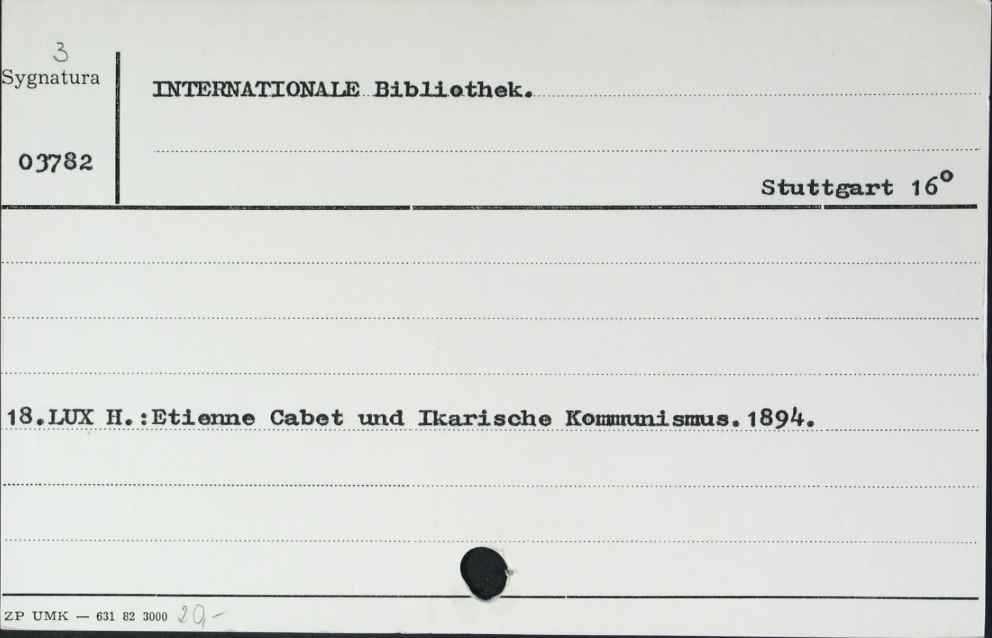 3
Sygnatura
INTERNATIONALE Bibliothek.
03782
Stuttgart 16°
18.LUX H.:Etienne Cabet und Ikarische Kommunismus.1894.
ZP UMK — 631 82 3000 29-